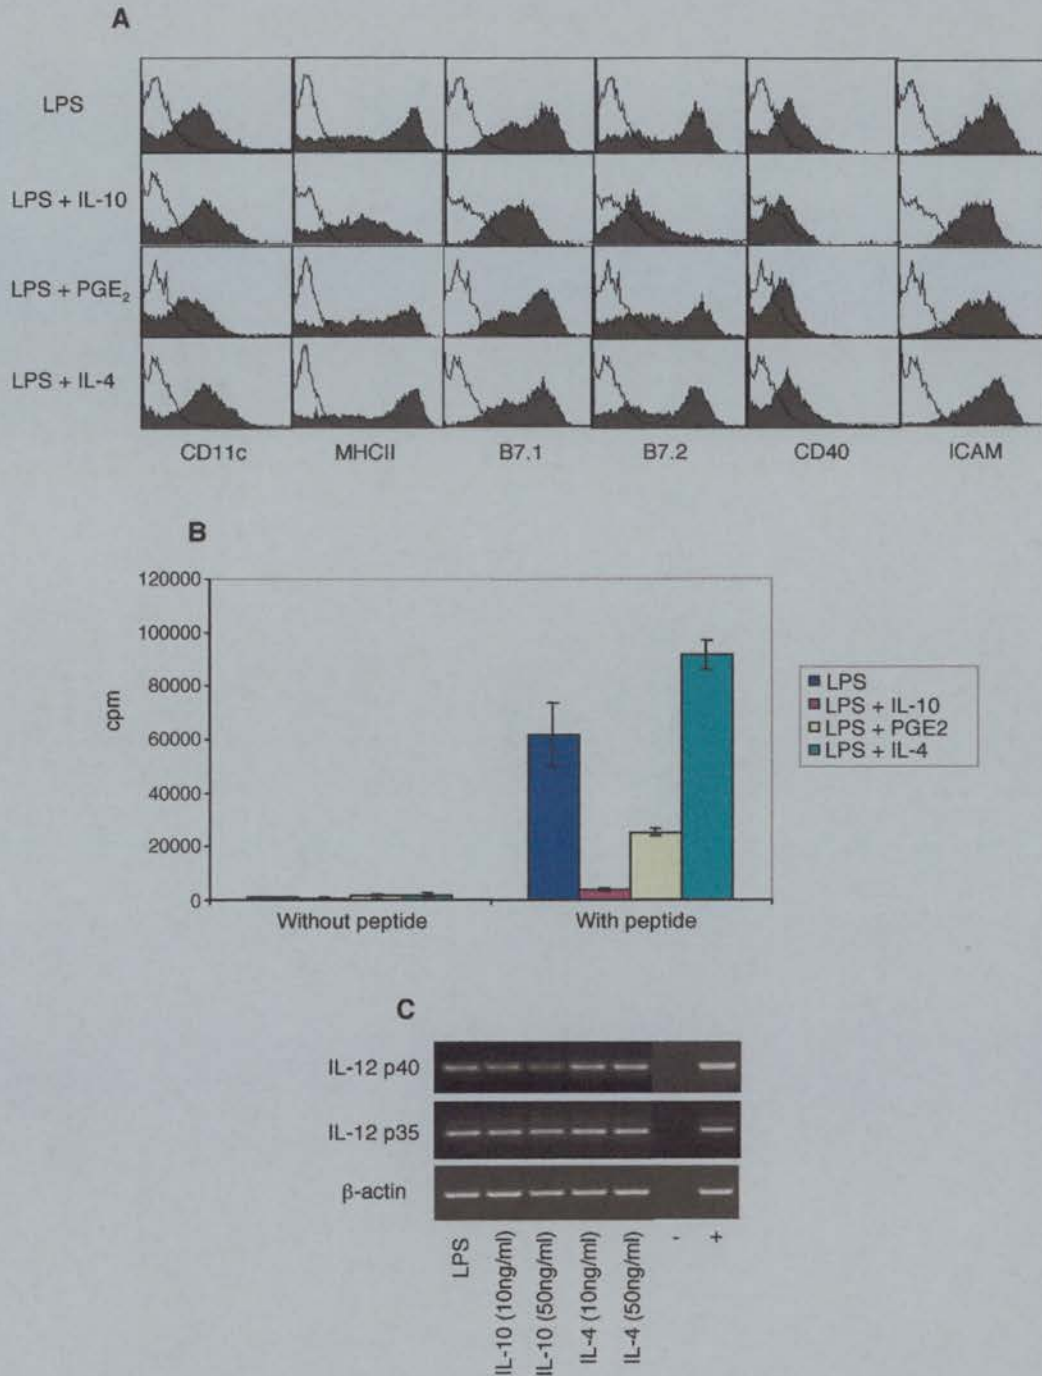 A
LPS
LPS + IL-10
LPS + PGE₂
LPS + IL-4
CD11c MHCII B7.1 B7.2 CD40 ICAM
B
120000
100000
80000
60000
40000
20000
0
cpm
Without peptide With peptide
LPS
LPS + IL-10
LPS + PGE2
LPS + IL-4
C
IL-12 p40
IL-12 p35
β-actin
LPS
IL-10 (10ng/ml)
IL-10 (50ng/ml)
IL-4 (10ng/ml)
IL-4 (50ng/ml)
-
+